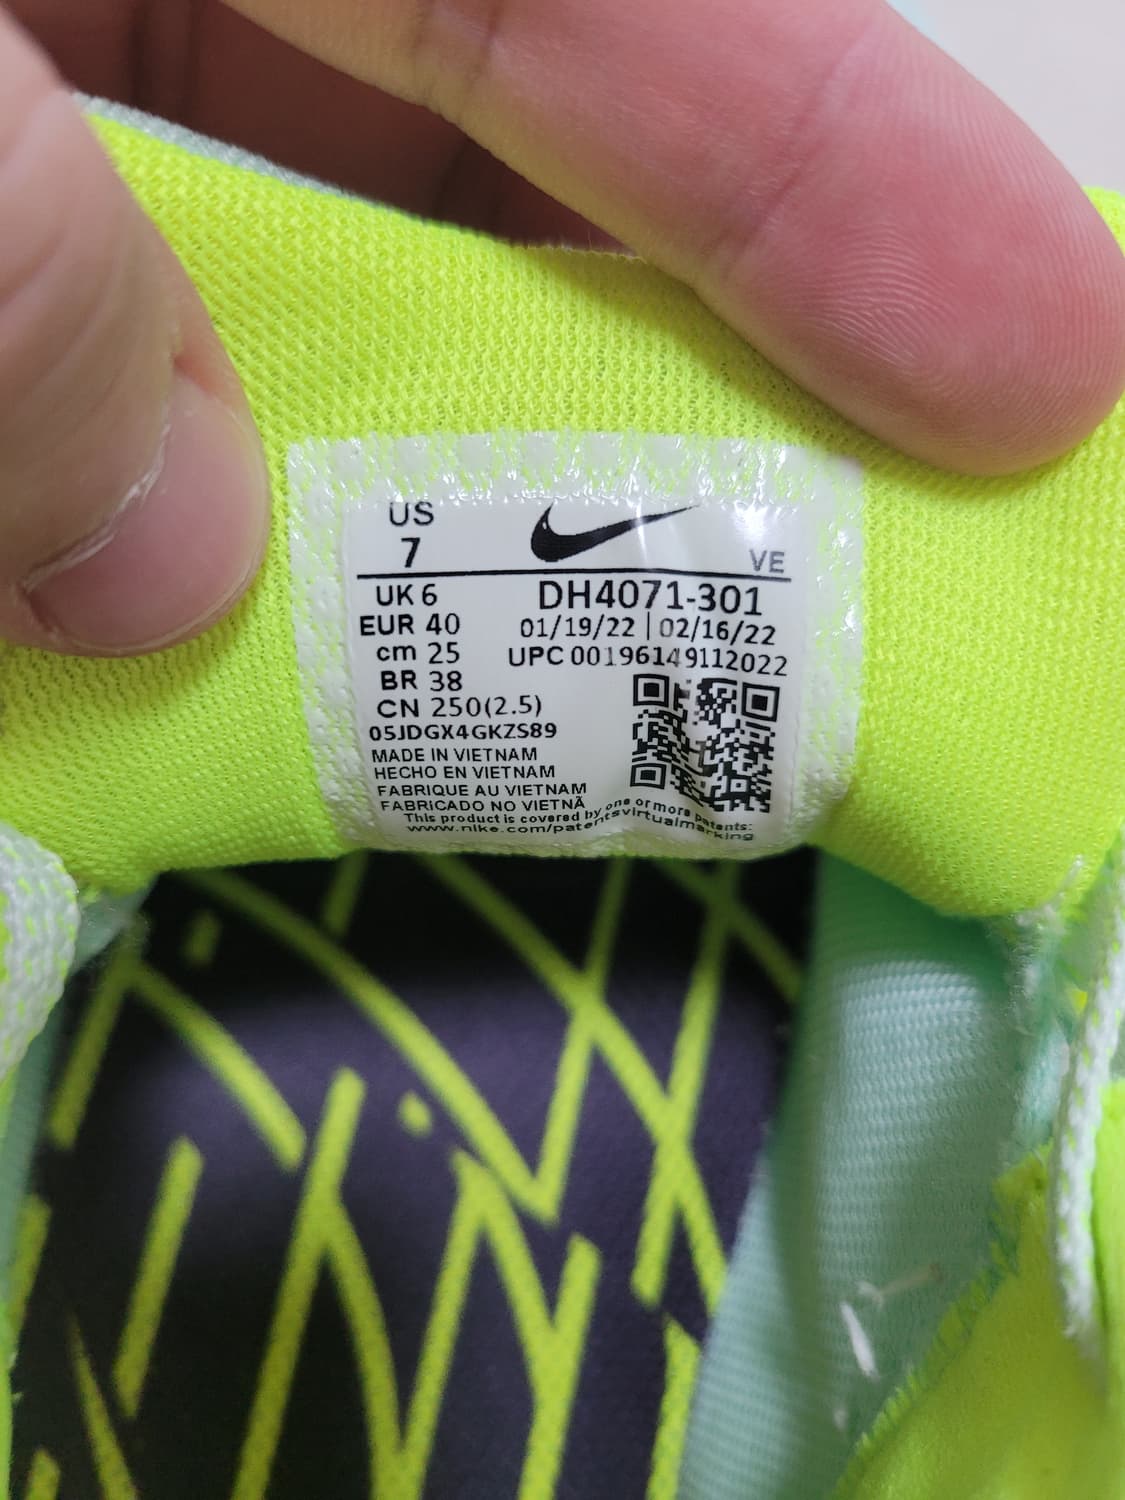 US
7
VE
UK 6
DH4071-301
EUR 40
01/19/22 | 02/16/22
cm 25
UPC 00196149112022
BR 38
CN 250(2.5)
05JDGX4GKZS89
MADE IN VIETNAM
HECHO EN VIETNAM
FABRIQUE AU VIETNAM
FABRICADO NO VIETNÃ
This product is covered by one or more patents:
www.nike.com/patentsvirtualmarking